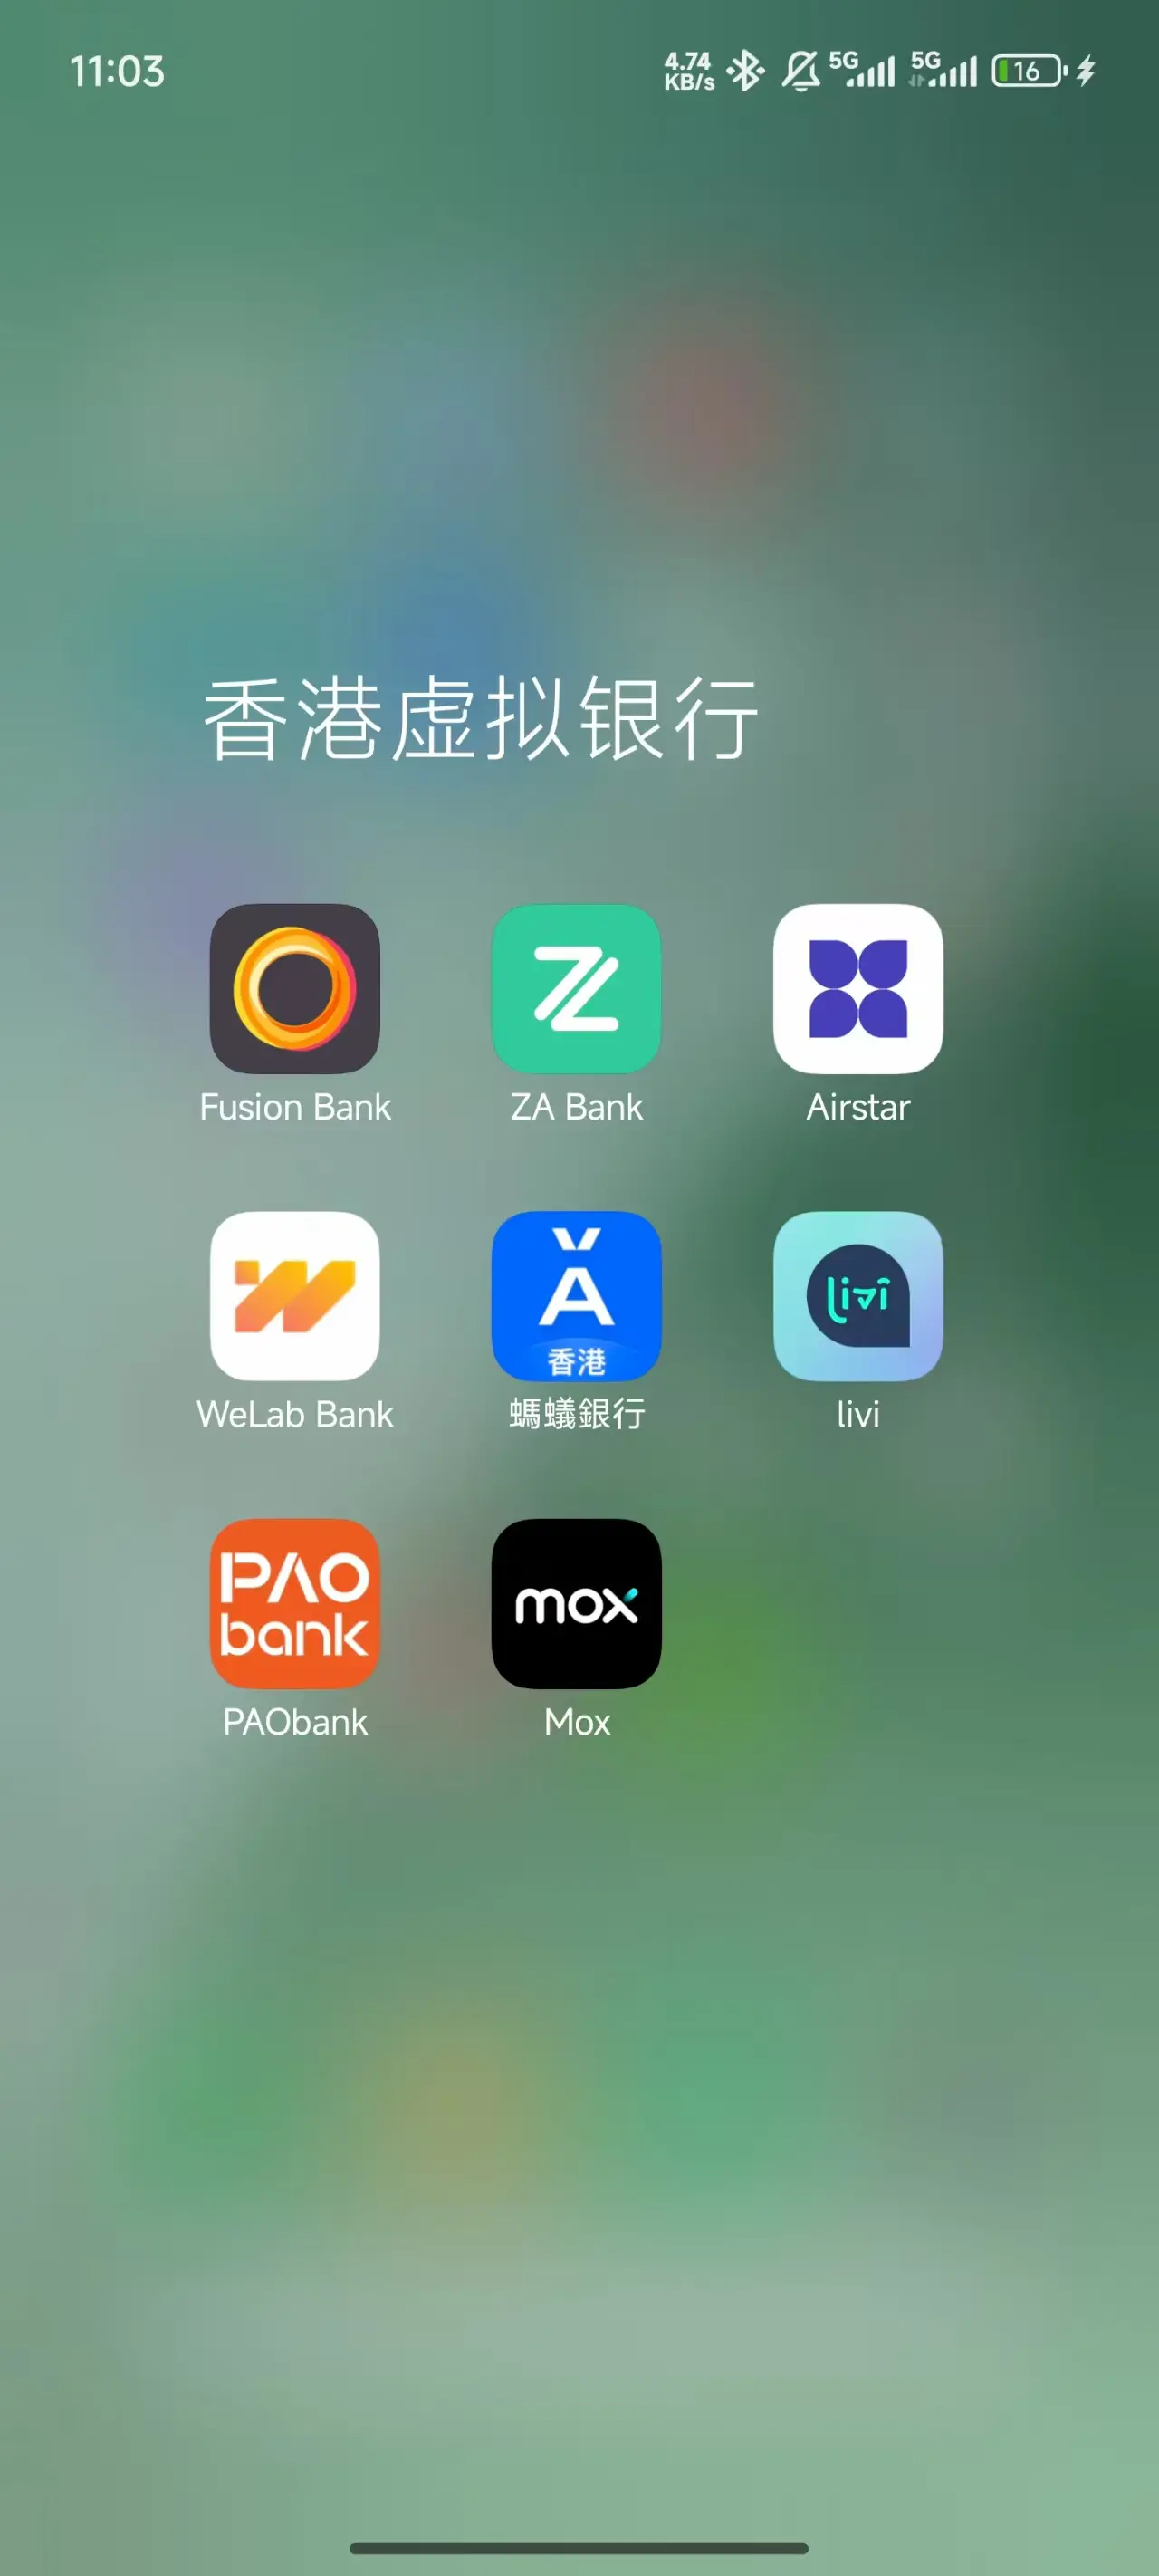 11:03
4.74
KB/s
5G
5G
16
香港虚拟银行
Fusion Bank
ZA Bank
Airstar
香港
livi
WeLab Bank
螞蟻銀行
livi
PAO
bank
mox
PAObank
Mox